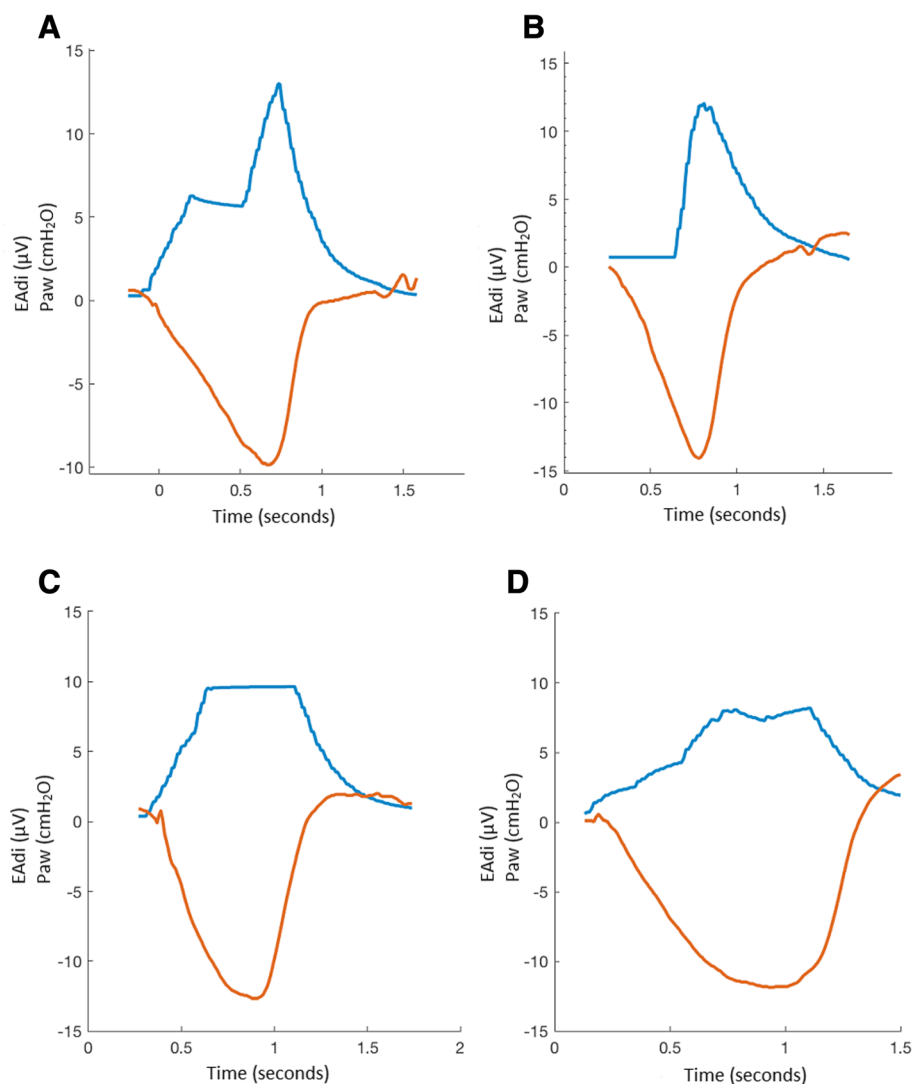 A
15
10
5
0
-5
-10
0
0.5
1
1.5
EAdi (μV)
Paw (cmH₂O)
Time (seconds)
B
15
10
5
0
-5
-10
-15
0
0.5
1
1.5
EAdi (μV)
Paw (cmH₂O)
Time (seconds)
C
15
10
5
0
-5
-10
-15
0
0.5
1
1.5
2
EAdi (μV)
Paw (cmH₂O)
Time (seconds)
D
15
10
5
0
-5
-10
-15
0
0.5
1
1.5
EAdi (μV)
Paw (cmH₂O)
Time (seconds)